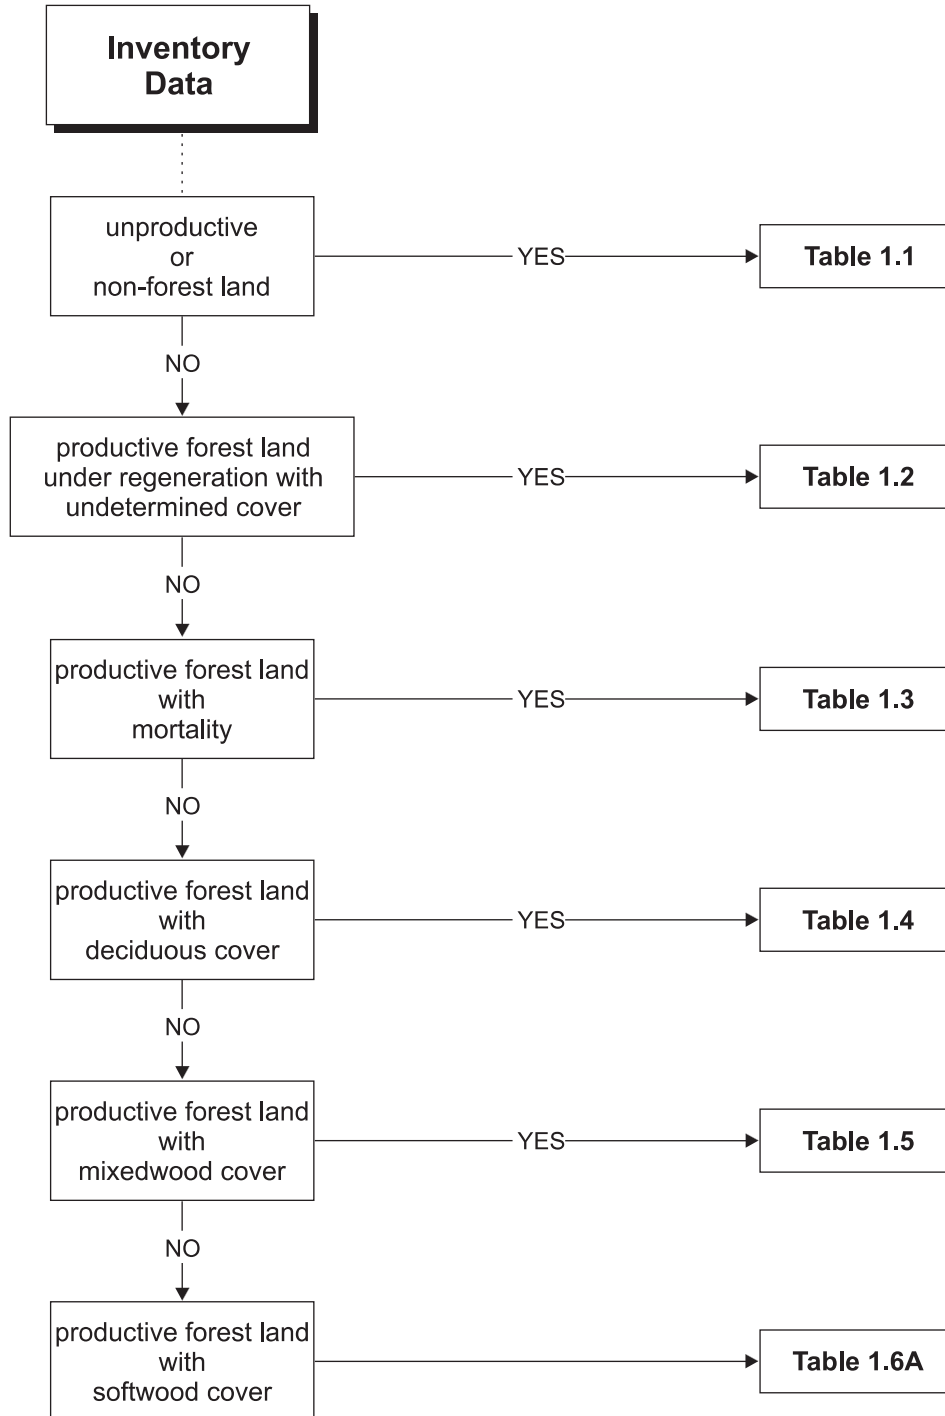 Inventory
Data
unproductive
or
non-forest land
YES
Table 1.1
NO
productive forest land
under regeneration with
undetermined cover
YES
Table 1.2
NO
productive forest land
with
mortality
YES
Table 1.3
NO
productive forest land
with
deciduous cover
YES
Table 1.4
NO
productive forest land
with
mixedwood cover
YES
Table 1.5
NO
productive forest land
with
softwood cover
Table 1.6A